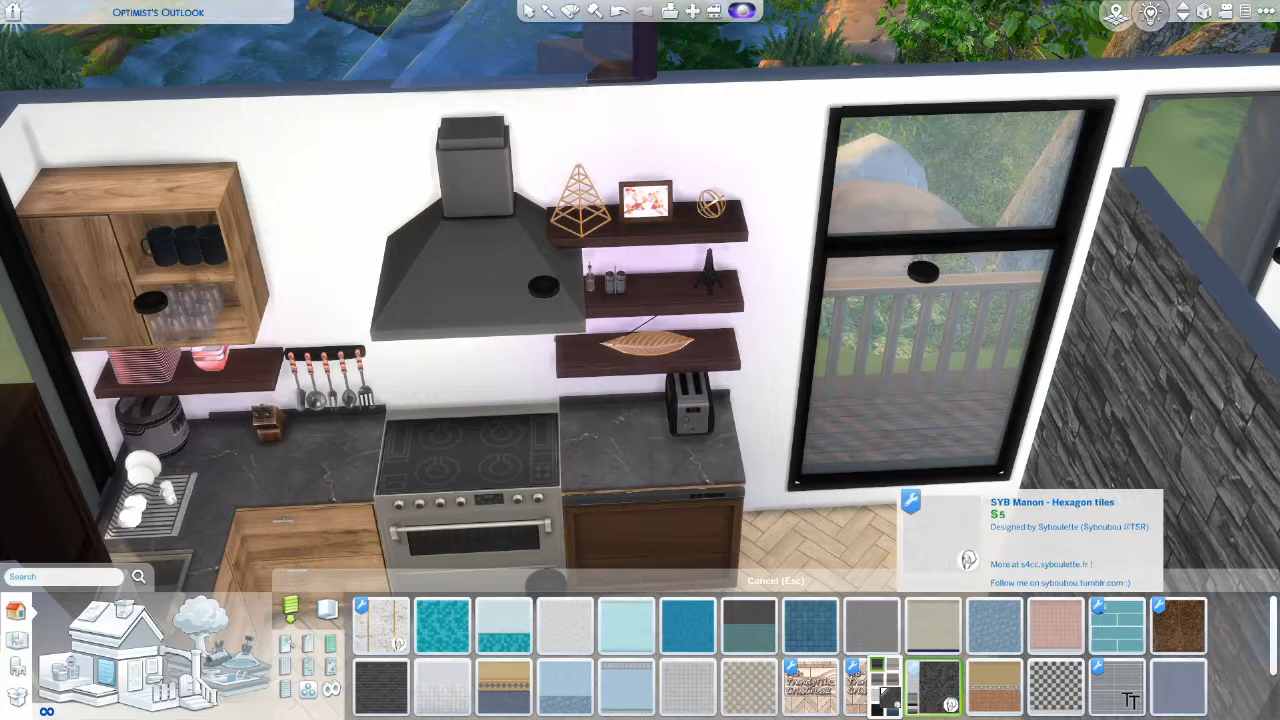 OPTIMIST'S OUTLOOK
SYB Manon - Hexagon tiles
§5
Designed by Syboulette (Syboubou @TSR)
More at s4cc.syboulette.fr !
Follow me on syboubou.tumblr.com :)
Search
Cancel (Esc)
TT